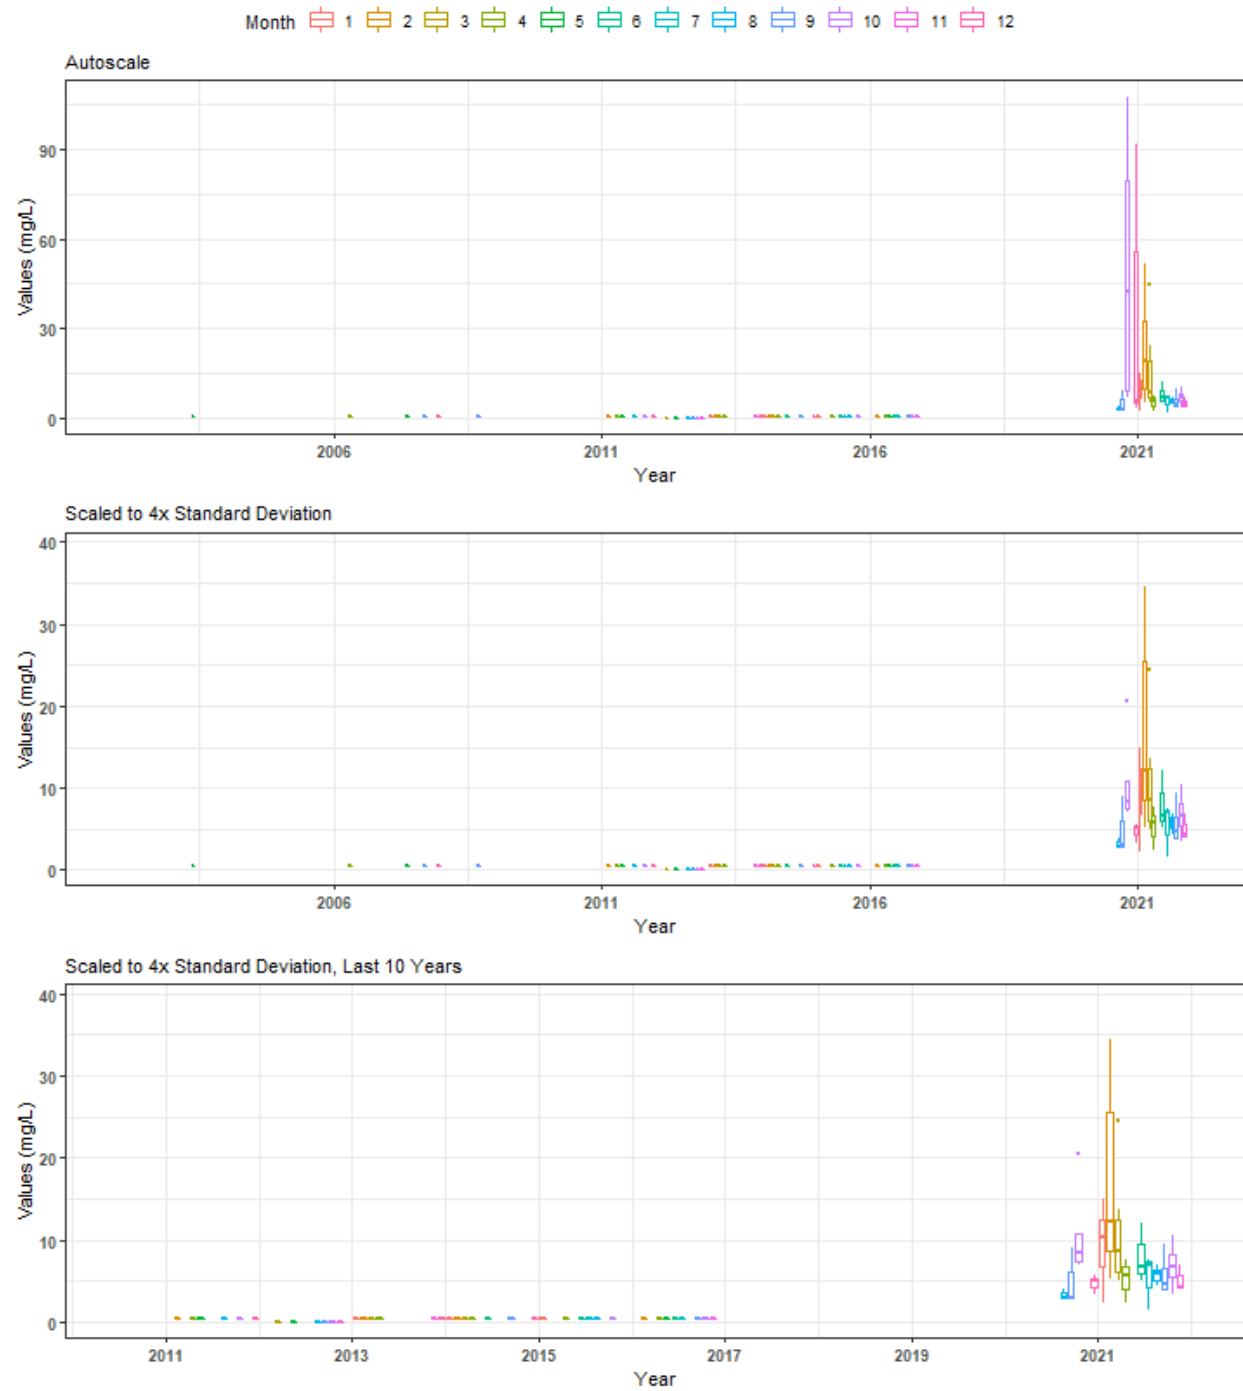 Month 1 2 3 4 5 6 7 8 9 10 11 12
Autoscale
90
60
30
0
Values (mg/L)
2006 2011 2016 2021
Year
Scaled to 4x Standard Deviation
40
30
20
10
0
Values (mg/L)
2006 2011 2016 2021
Year
Scaled to 4x Standard Deviation, Last 10 Years
40
30
20
10
0
Values (mg/L)
2011 2013 2015 2017 2019 2021
Year